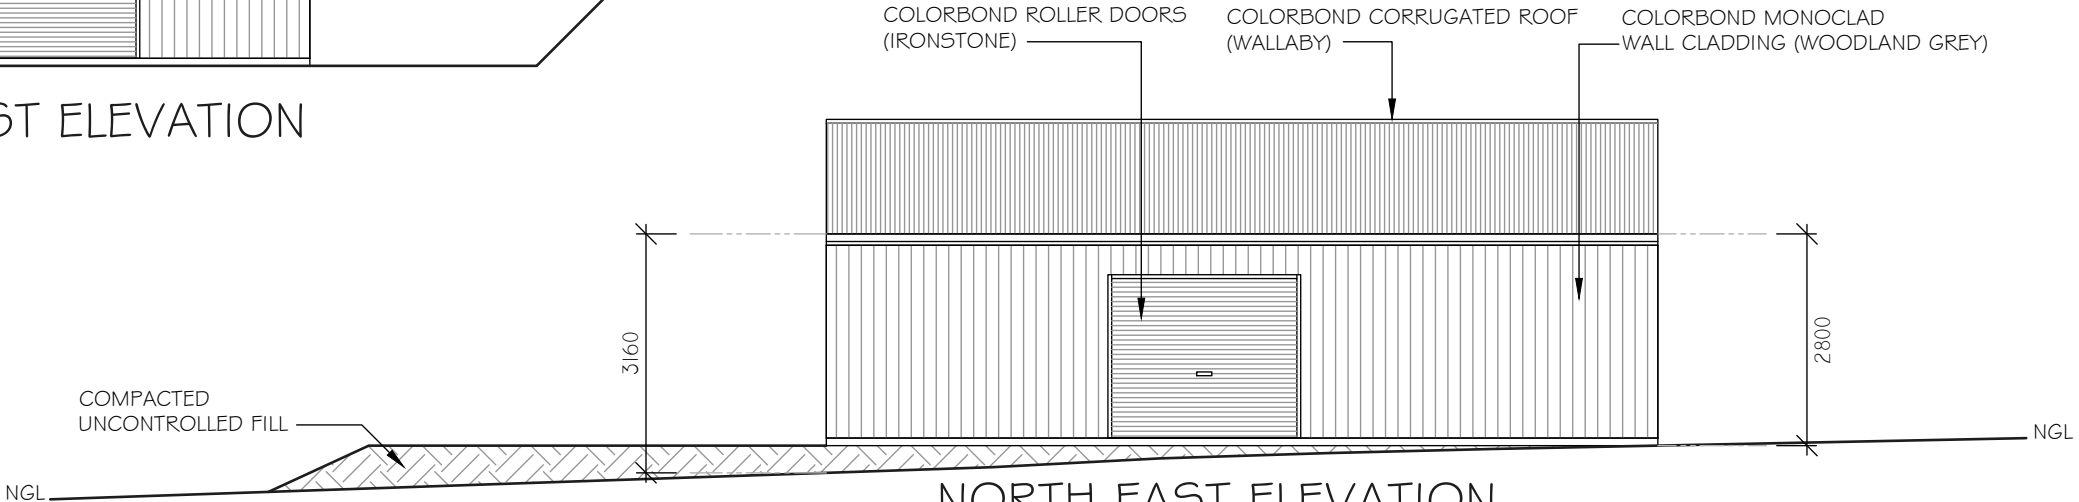 COLORBOND ROLLER DOORS
(IRONSTONE)
COLORBOND CORRUGATED ROOF
(WALLABY)
COLORBOND MONOCLAD
WALL CLADDING (WOODLAND GREY)
ELEVATION
3160
2800
COMPACTED
UNCONTROLLED FILL
NGL
NGL
NORTH EAST ELEVATION